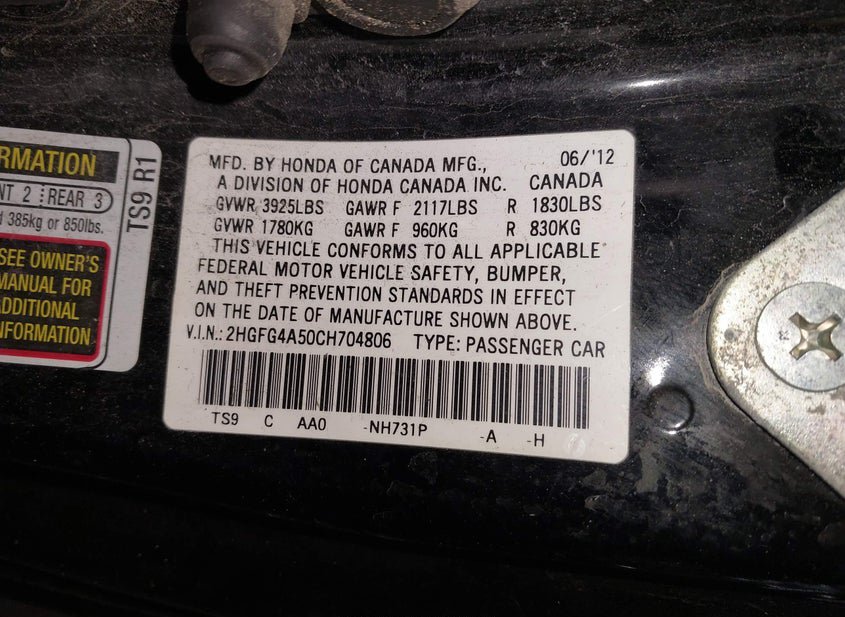 RMATION
NT 2 REAR 3
385kg or 850lbs.
SEE OWNER'S
MANUAL FOR
ADDITIONAL
INFORMATION
TS9 R1
MFD. BY HONDA OF CANADA MFG., 06/'12
A DIVISION OF HONDA CANADA INC. CANADA
GVWR 3925LBS GAWR F 2117LBS R 1830LBS
GVWR 1780KG GAWR F 960KG R 830KG
THIS VEHICLE CONFORMS TO ALL APPLICABLE
FEDERAL MOTOR VEHICLE SAFETY, BUMPER,
AND THEFT PREVENTION STANDARDS IN EFFECT
ON THE DATE OF MANUFACTURE SHOWN ABOVE.
V.I.N.: 2HGFG4A50CH704806 TYPE: PASSENGER CAR
TS9 C AA0 -NH731P -A -H